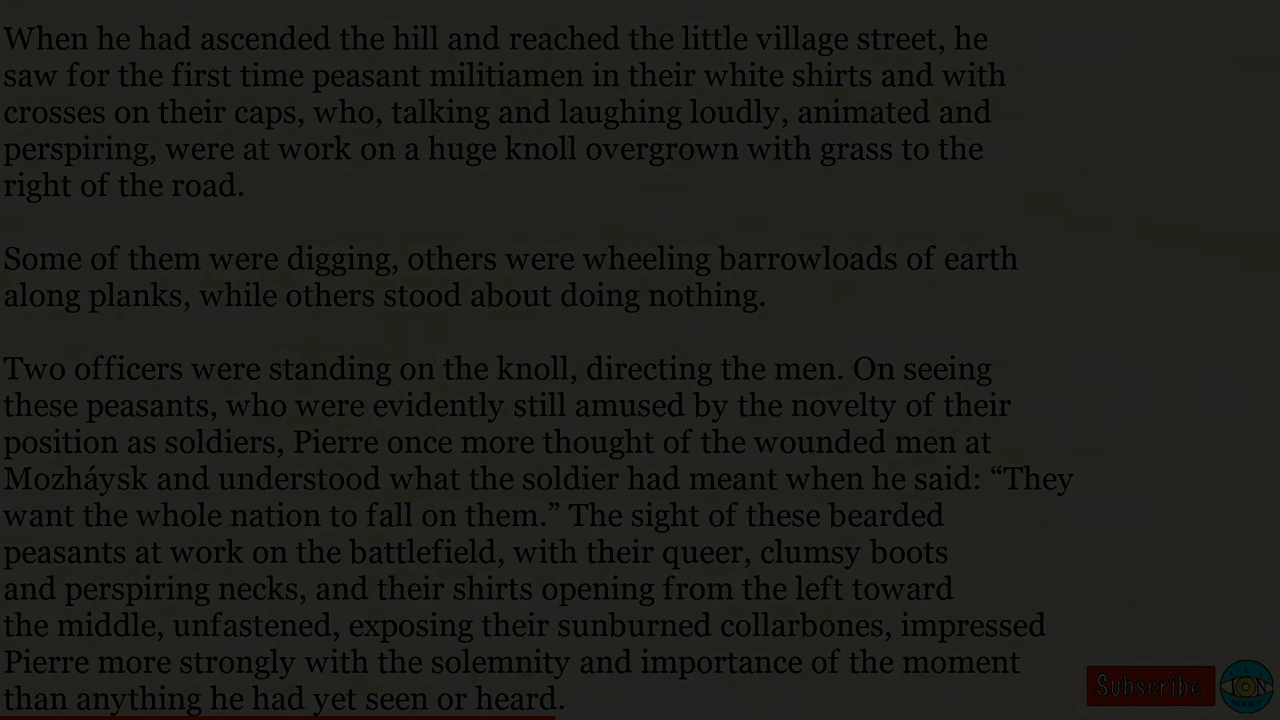 When he had ascended the hill and reached the little village street, he
saw for the first time peasant militiamen in their white shirts and with
crosses on their caps, who, talking and laughing loudly, animated and
perspiring, were at work on a huge knoll overgrown with grass to the
right of the road.
Some of them were digging, others were wheeling barrowloads of earth
along planks, while others stood about doing nothing.
Two officers were standing on the knoll, directing the men. On seeing
these peasants, who were evidently still amused by the novelty of their
position as soldiers, Pierre once more thought of the wounded men at
Mozháysk and understood what the soldier had meant when he said: “They
want the whole nation to fall on them.” The sight of these bearded
peasants at work on the battlefield, with their queer, clumsy boots
and perspiring necks, and their shirts opening from the left toward
the middle, unfastened, exposing their sunburned collarbones, impressed
Pierre more strongly with the solemnity and importance of the moment
than anything he had yet seen or heard.
Subscribe